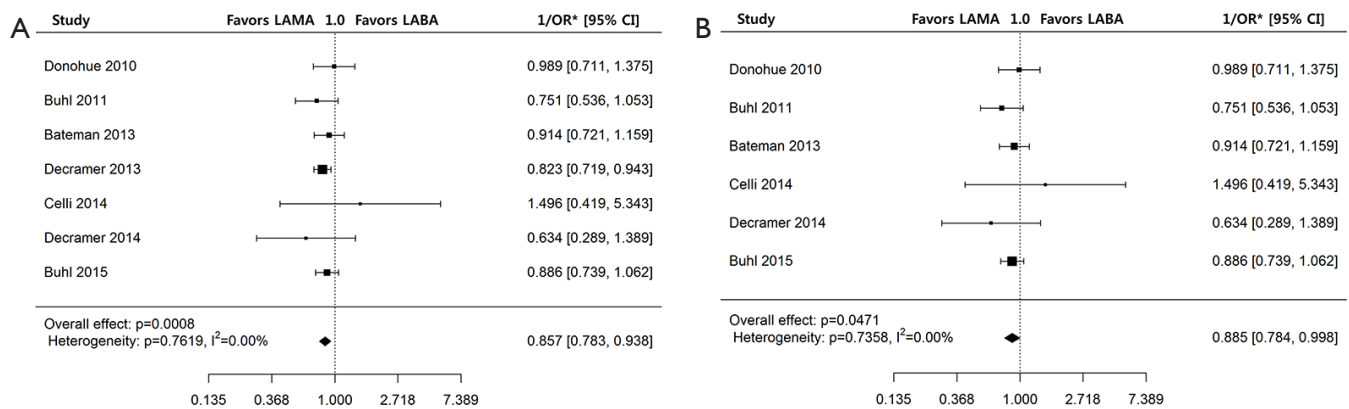 A
Study Favors LAMA 1.0 Favors LABA 1/OR* [95% CI]
Donohue 2010 0.989 [0.711, 1.375]
Buhl 2011 0.751 [0.536, 1.053]
Bateman 2013 0.914 [0.721, 1.159]
Decramer 2013 0.823 [0.719, 0.943]
Celli 2014 1.496 [0.419, 5.343]
Decramer 2014 0.634 [0.289, 1.389]
Buhl 2015 0.886 [0.739, 1.062]
Overall effect: p=0.0008
Heterogeneity: p=0.7619, I²=0.00% 0.857 [0.783, 0.938]
0.135 0.368 1.000 2.718 7.389
B
Study Favors LAMA 1.0 Favors LABA 1/OR* [95% CI]
Donohue 2010 0.989 [0.711, 1.375]
Buhl 2011 0.751 [0.536, 1.053]
Bateman 2013 0.914 [0.721, 1.159]
Celli 2014 1.496 [0.419, 5.343]
Decramer 2014 0.634 [0.289, 1.389]
Buhl 2015 0.886 [0.739, 1.062]
Overall effect: p=0.0471
Heterogeneity: p=0.7358, I²=0.00% 0.885 [0.784, 0.998]
0.135 0.368 1.000 2.718 7.389